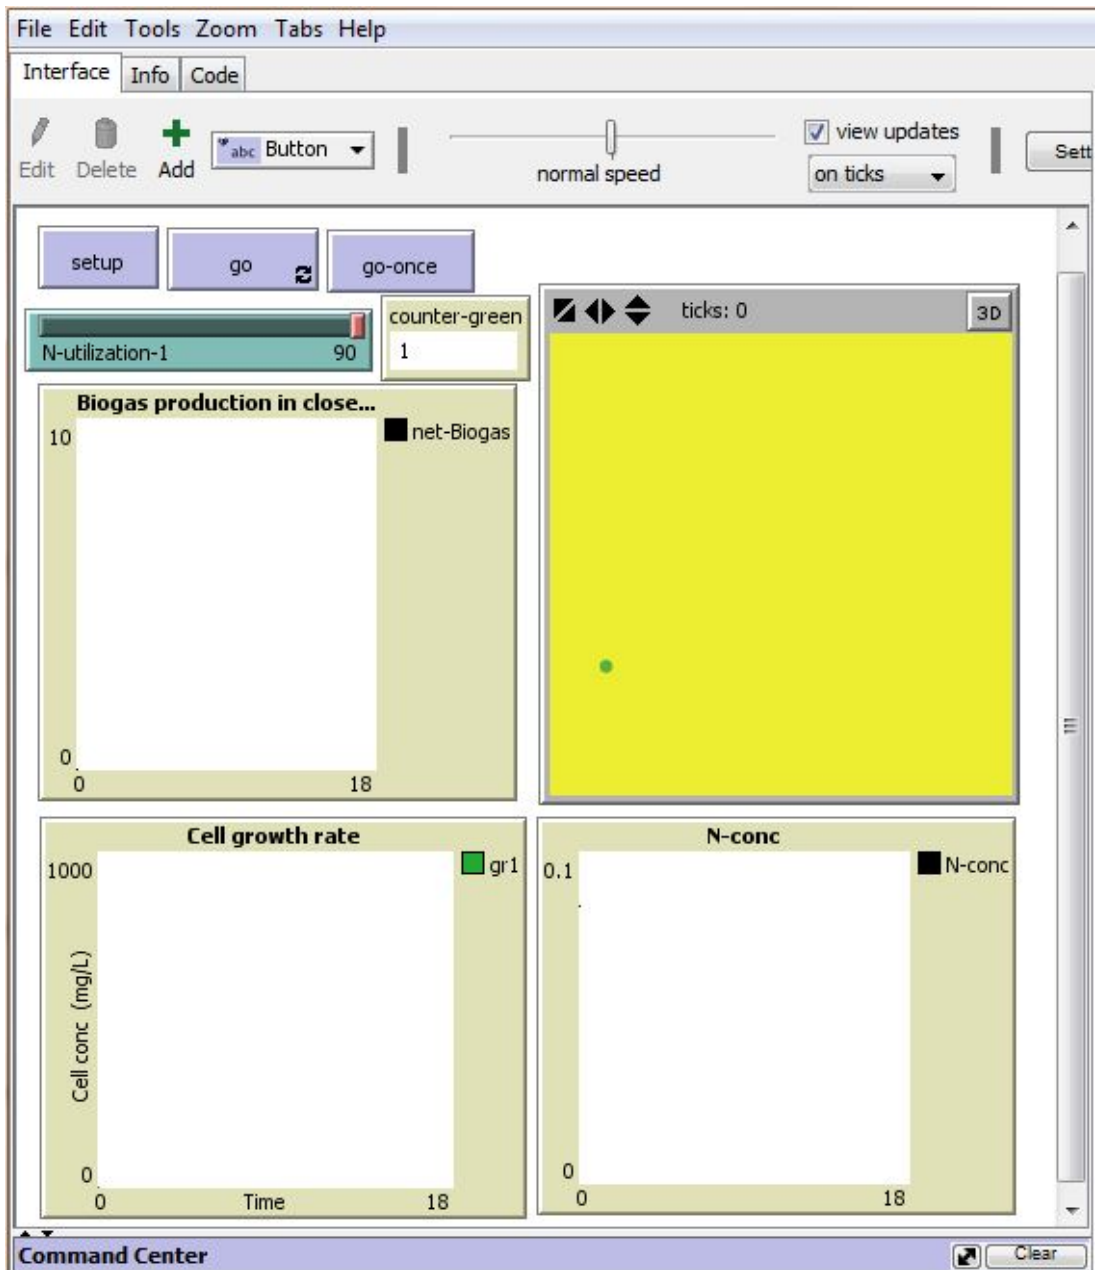 File Edit Tools Zoom Tabs Help
Interface Info Code
Edit Delete Add abc Button normal speed view updates on ticks Sett
setup go go-once
N-utilization-1 90
counter-green
1
ticks: 0 3D
Biogas production in close...
10
net-Biogas
0
0 18
Cell growth rate
1000
gr1
Cell conc (mg/L)
0
0 Time 18
N-conc
0.1
N-conc
0
0 18
Command Center Clear